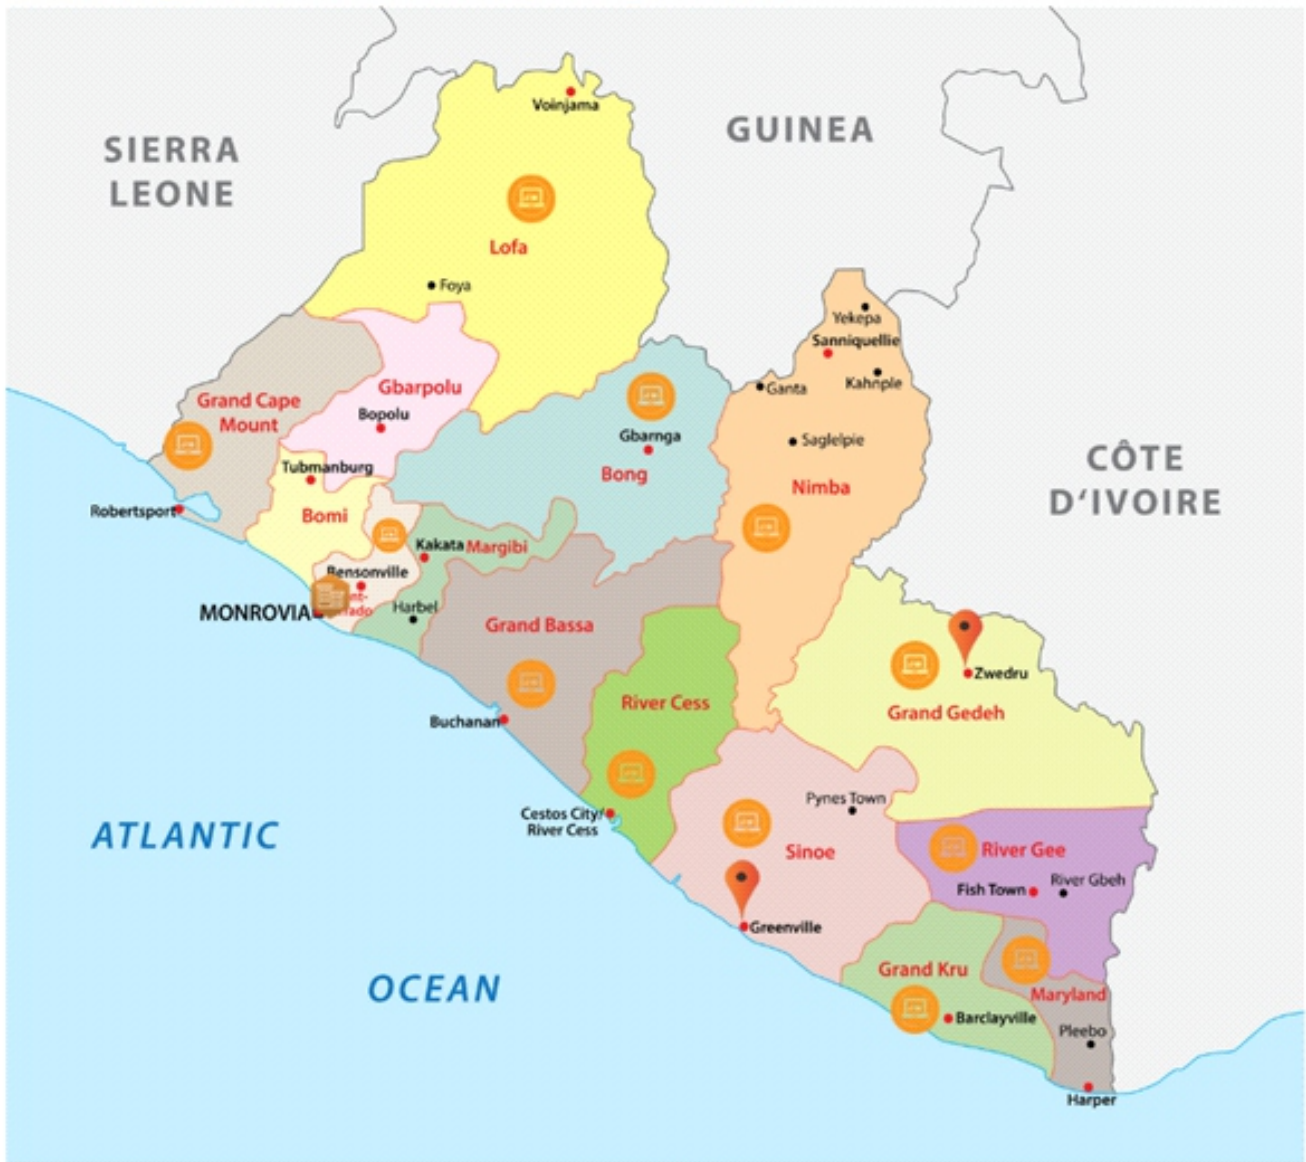 Voinjama
GUINEA
SIERRA
LEONE
Lofa
Foya
Yekepa
Sanniquellie
Kahnple
Ganta
Gbarpolu
Grand Cape
Mount
Bopolu
Gbarnga
Saglelpie
Bong
Nimba
CÔTE
D'IVOIRE
Tubmanburg
Robertsport
Bomi
Kakata
Margibi
Bensonville
MONROVIA
Harbel
Grand Bassa
River Cess
Zwedru
Grand Gedeh
Buchanan
Pynes Town
Cestos City/
River Cess
ATLANTIC
Sinoe
River Gee
Fish Town
River Gbeh
Greenville
Grand Kru
OCEAN
Maryland
Barclayville
Pleebo
Harper